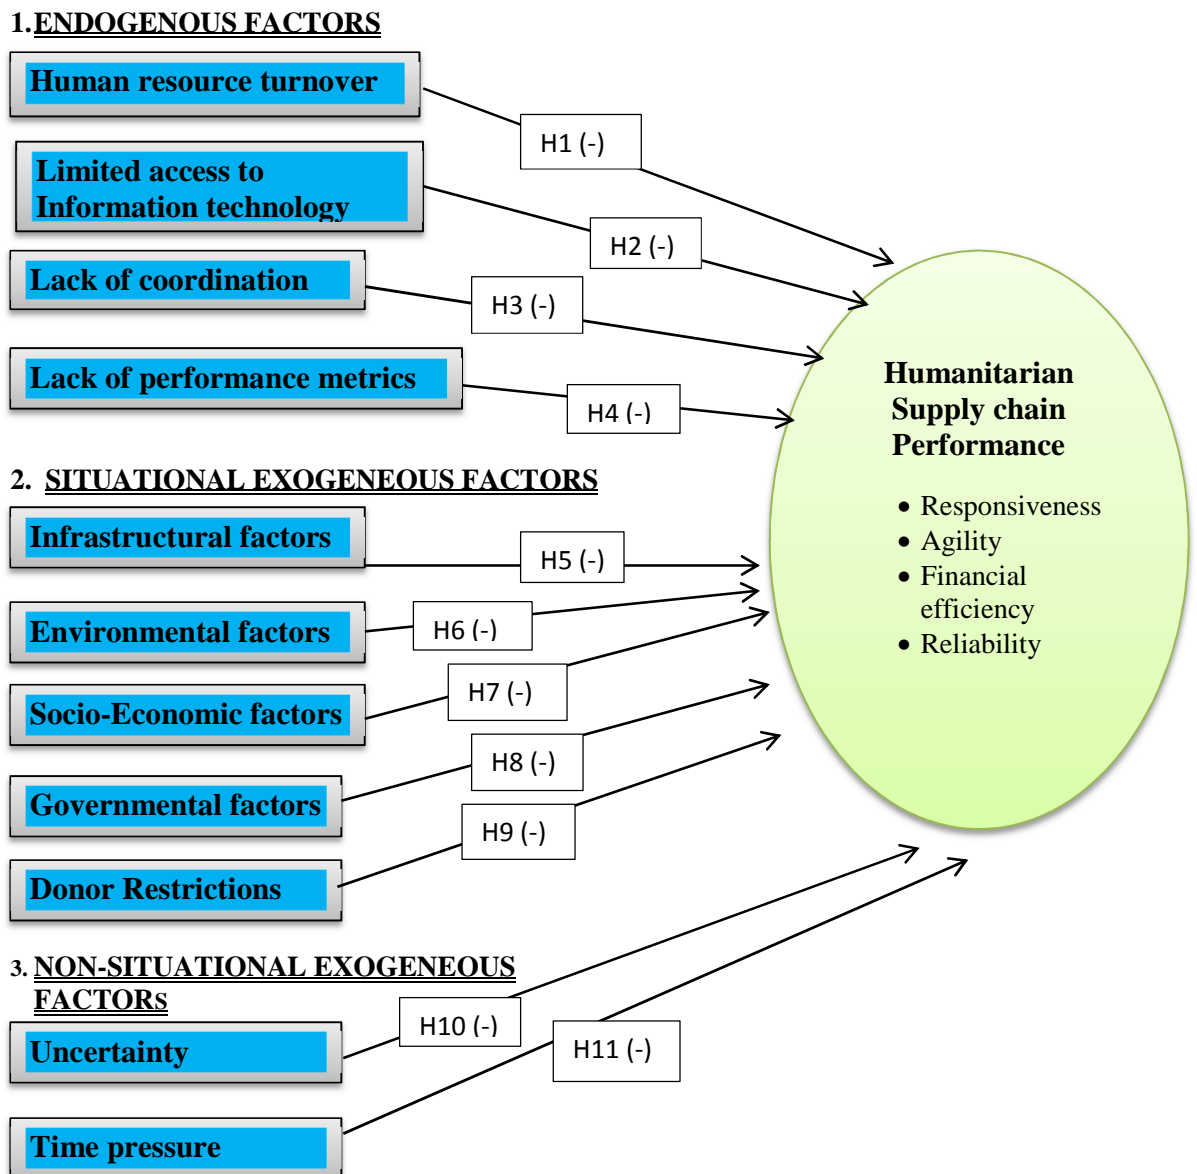 1.ENDOGENOUS FACTORS
Human resource turnover
H1 (-)
Limited access to
Information technology
H2 (-)
Lack of coordination
H3 (-)
Lack of performance metrics
H4 (-)
Humanitarian
Supply chain
Performance
• Responsiveness
• Agility
• Financial
efficiency
• Reliability
2. SITUATIONAL EXOGENEOUS FACTORS
Infrastructural factors
H5 (-)
Environmental factors
H6 (-)
Socio-Economic factors
H7 (-)
Governmental factors
H8 (-)
Donor Restrictions
H9 (-)
3. NON-SITUATIONAL EXOGENEOUS
FACTORS
Uncertainty
H10 (-)
Time pressure
H11 (-)